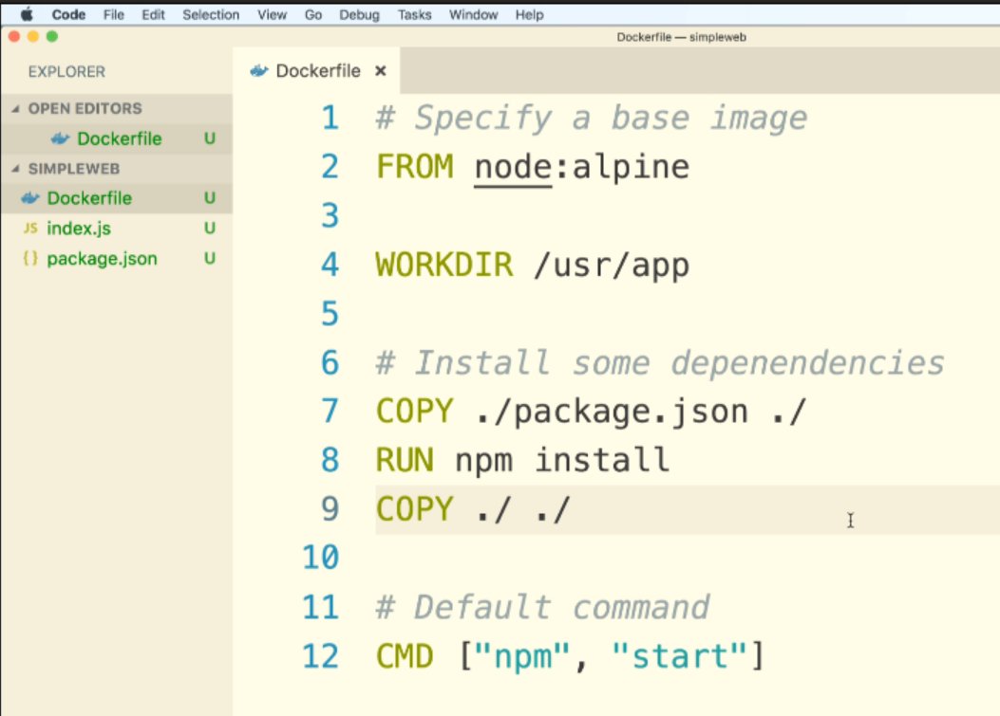 Code File Edit Selection View Go Debug Tasks Window Help
Dockerfile — simpleweb
EXPLORER
OPEN EDITORS
Dockerfile U
SIMPLEWEB
Dockerfile U
JS index.js U
{} package.json U
Dockerfile ×
1 # Specify a base image
2 FROM node:alpine
3
4 WORKDIR /usr/app
5
6 # Install some depenendencies
7 COPY ./package.json ./
8 RUN npm install
9 COPY ./ ./
10
11 # Default command
12 CMD ["npm", "start"]